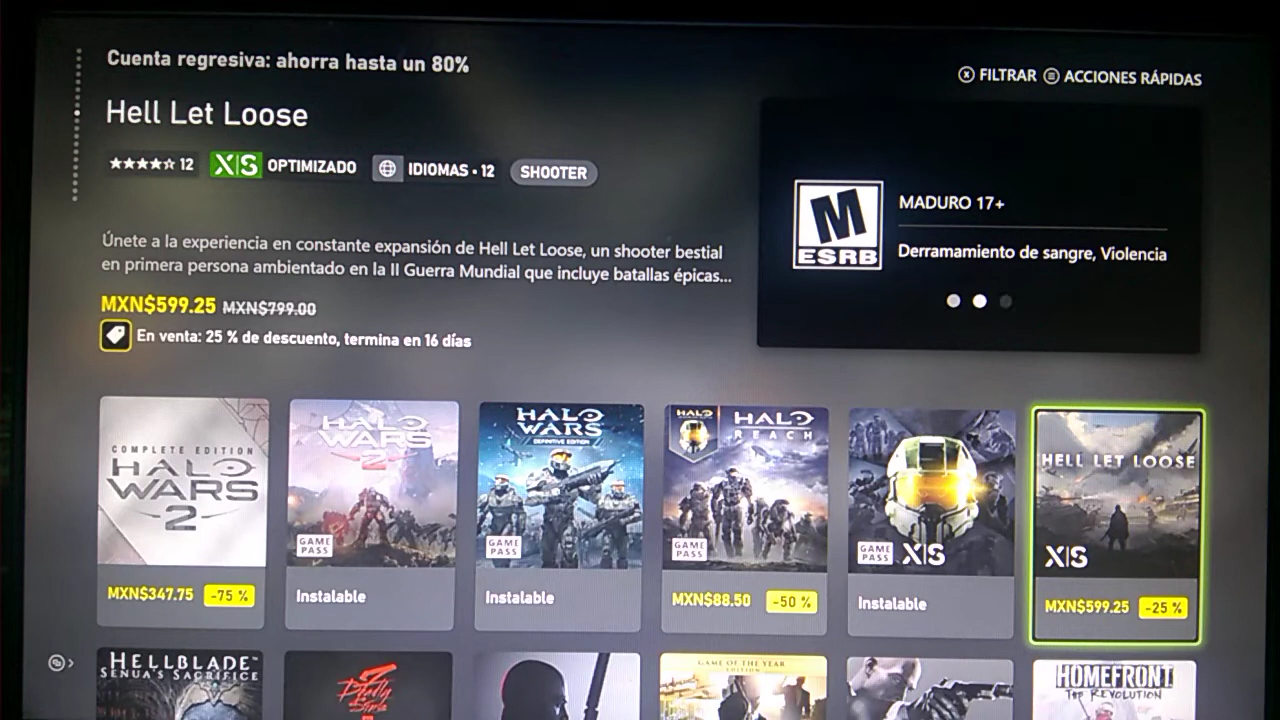 Cuenta regresiva: ahorra hasta un 80%
FILTRAR ACCIONES RÁPIDAS
Hell Let Loose
12 X|S OPTIMIZADO IDIOMAS • 12 SHOOTER
M
ESRB
MADURO 17+
Derramamiento de sangre, Violencia
Únete a la experiencia en constante expansión de Hell Let Loose, un shooter bestial
en primera persona ambientado en la II Guerra Mundial que incluye batallas épicas...
MXN$599.25 MXN$799.00
En venta: 25 % de descuento, termina en 16 días
COMPLETE EDITION
HALO
WARS
2
MXN$347.75 -75 %
HALO
WARS
2
GAME
PASS
Instalable
HALO
WARS
DEFINITIVE EDITION
GAME
PASS
Instalable
HALO
HALO
REACH
GAME
PASS
MXN$88.50 -50 %
GAME
PASS
X|S
Instalable
HELL LET LOOSE
X|S
MXN$599.25 -25 %
HELLBLADE™
SENUA'S SACRIFICE
GAME OF THE YEAR
EDITION
HOMEFRONT
THE REVOLUTION